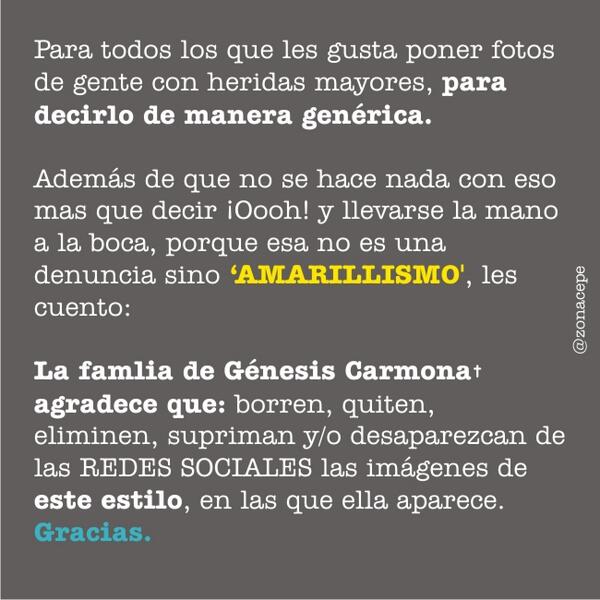 Para todos los que les gusta poner fotos
de gente con heridas mayores, para
decirlo de manera genérica.
Además de que no se hace nada con eso
mas que decir ¡Oooh! y llevarse la mano
a la boca, porque esa no es una
denuncia sino ‘AMARILLISMO', les
cuento:
La famlia de Génesis Carmona†
agradece que: borren, quiten,
eliminen, supriman y/o desaparezcan de
las REDES SOCIALES las imágenes de
este estilo, en las que ella aparece.
Gracias.
@zonacepe